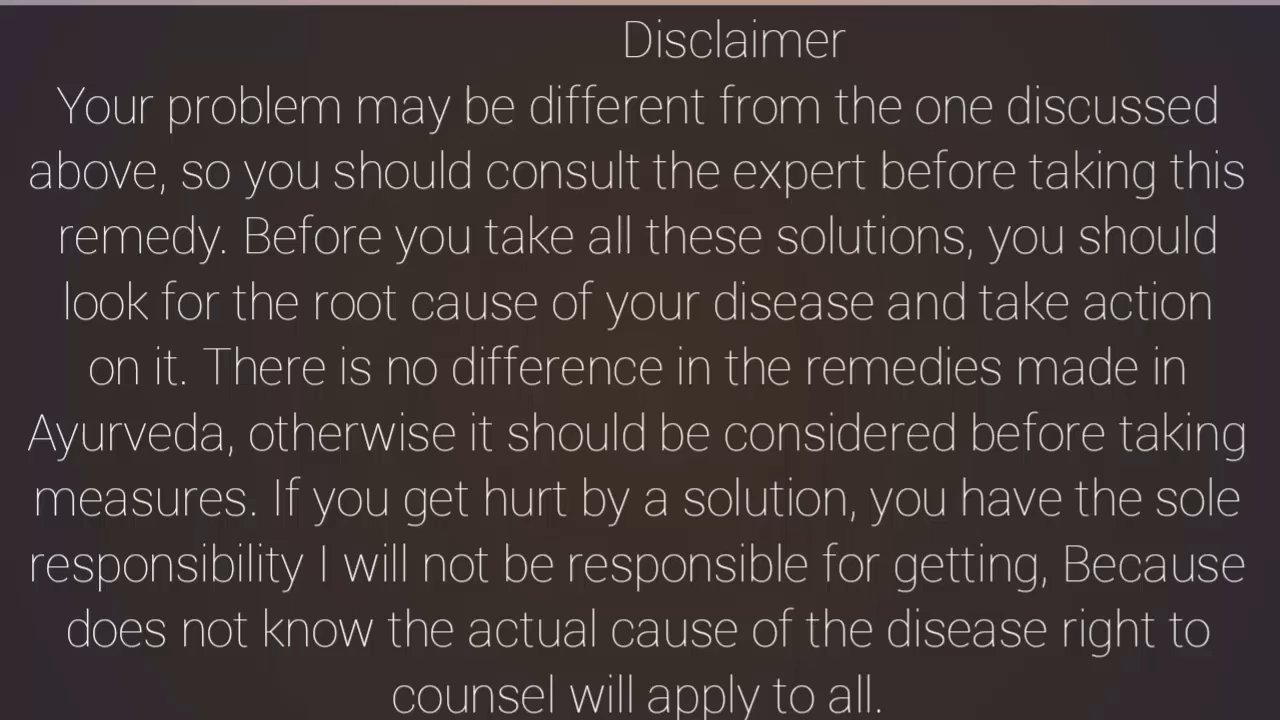 Disclaimer
Your problem may be different from the one discussed
above, so you should consult the expert before taking this
remedy. Before you take all these solutions, you should
look for the root cause of your disease and take action
on it. There is no difference in the remedies made in
Ayurveda, otherwise it should be considered before taking
measures. If you get hurt by a solution, you have the sole
responsibility I will not be responsible for getting, Because
does not know the actual cause of the disease right to
counsel will apply to all.